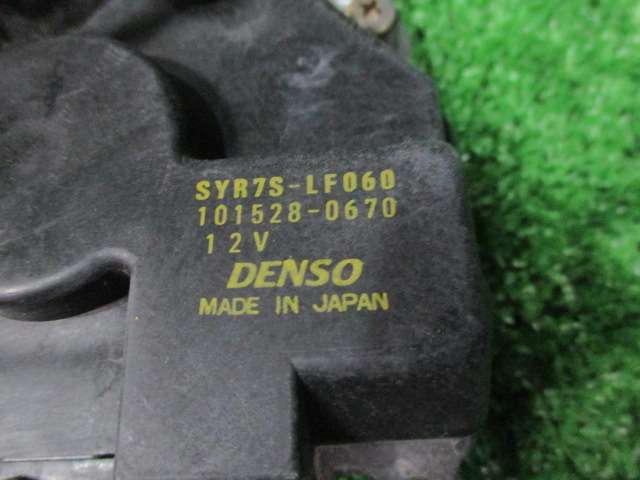 SYR7S-LF060
101528-0670
12V
DENSO
MADE IN JAPAN